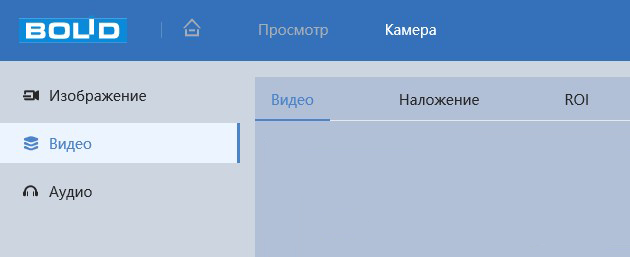 BOLID Просмотр Камера
Изображение
Видео Наложение ROI
Видео
Аудио